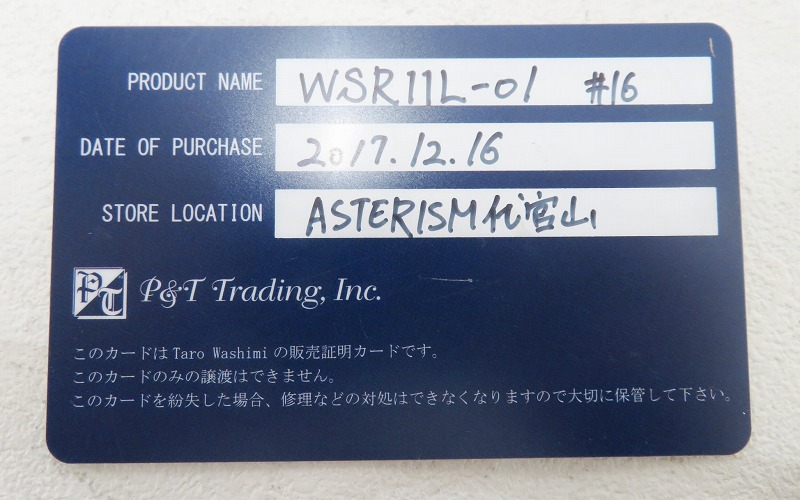 PRODUCT NAME WSR11L-01 #16
DATE OF PURCHASE 2017.12.16
STORE LOCATION ASTERISM代官山
PT P&T Trading, Inc.
このカードはTaro Washimiの販売証明カードです。
このカードのみの譲渡はできません。
このカードを紛失した場合、修理などの対処はできなくなりますので大切に保管して下さい。